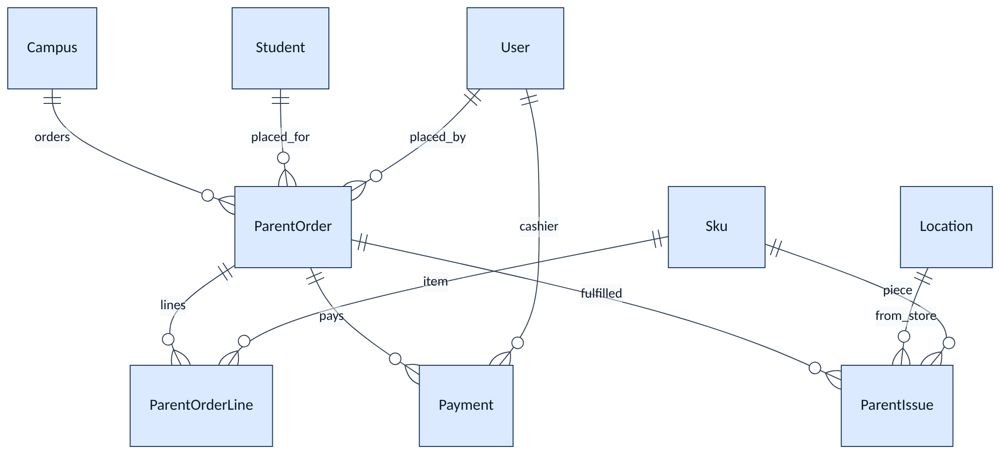 Campus
Student
User
orders
placed_for
placed_by
ParentOrder
cashier
Sku
Location
item
piece
fulfilled
lines
pays
from_store
ParentOrderLine
Payment
ParentIssue